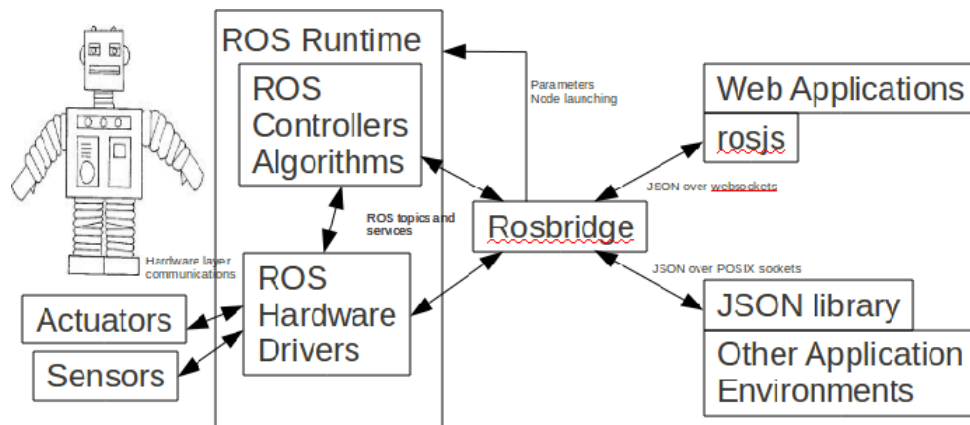 ROS Runtime
ROS
Controllers
Algorithms
Parameters
Node launching
Web Applications
rosjs
JSON over websockets
ROS topics and
services
Rosbridge
Hardware layer
communications
ROS
Hardware
Drivers
JSON over POSIX sockets
JSON library
Other Application
Environments
Actuators
Sensors